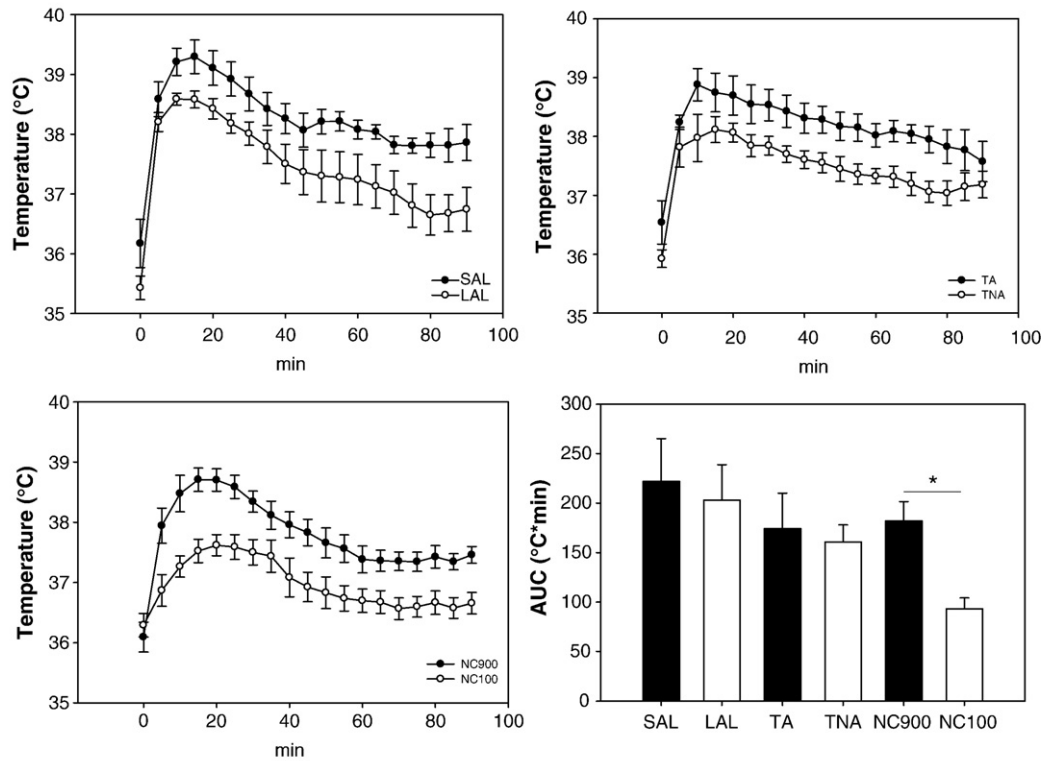 40
39
38
37
36
35
Temperature (°C)
SAL
LAL
0 20 40 60 80 100
min
40
39
38
37
36
35
Temperature (°C)
TA
TNA
0 20 40 60 80 100
min
40
39
38
37
36
35
Temperature (°C)
NC900
NC100
0 20 40 60 80 100
min
300
250
200
150
100
50
0
AUC (°C*min)
*
SAL LAL TA TNA NC900 NC100